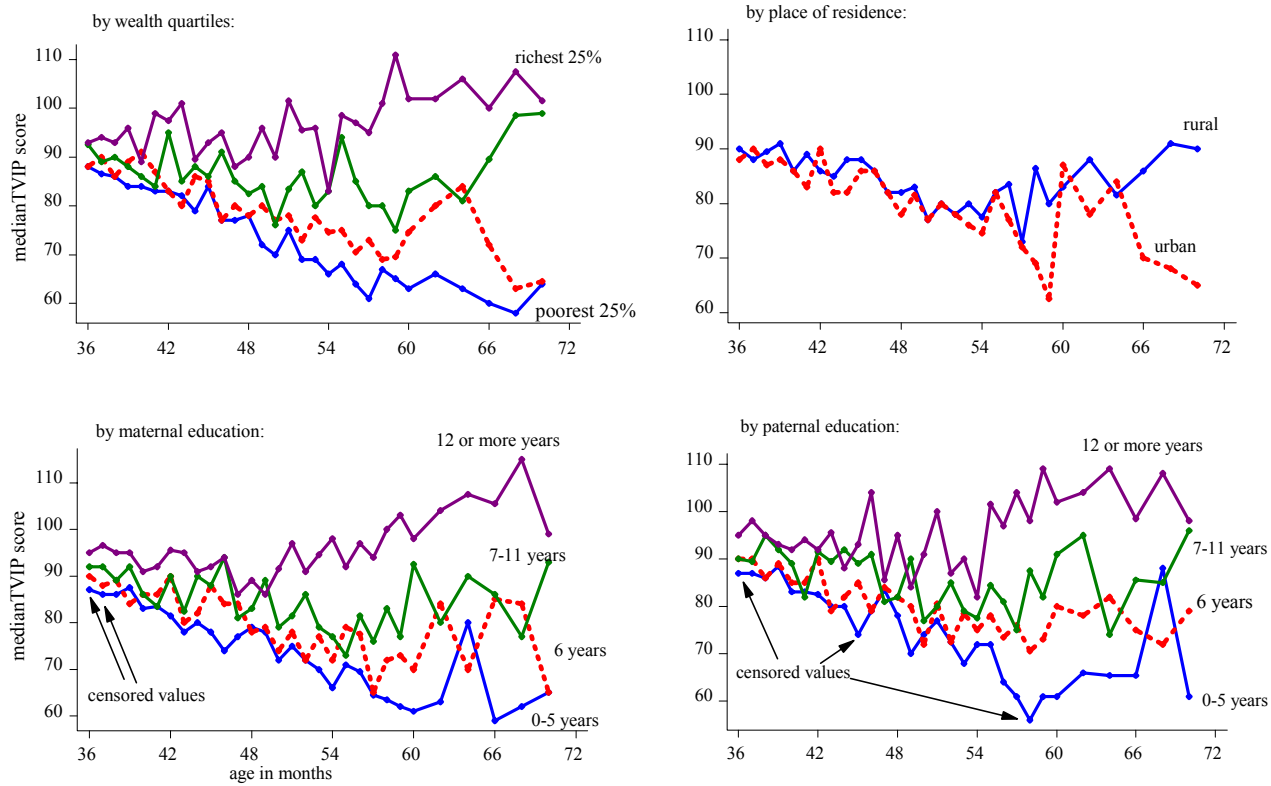 by wealth quartiles:
110
100
90
80
70
60
medianTVIP score
richest 25%
poorest 25%
36 42 48 54 60 66 72
by place of residence:
110
100
90
80
70
60
rural
urban
36 42 48 54 60 66 72
by maternal education:
110
100
90
80
70
60
medianTVIP score
12 or more years
7-11 years
6 years
0-5 years
censored values
36 42 48 54 60 66 72
age in months
by paternal education:
110
100
90
80
70
60
12 or more years
7-11 years
6 years
0-5 years
censored values
36 42 48 54 60 66 72